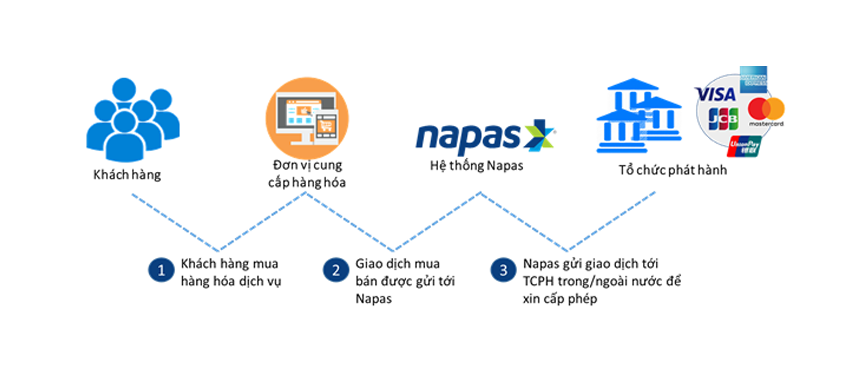 VISA
AMERICAN EXPRESS
JCB
mastercard
UnionPay
银联
napas
Khách hàng
Đơn vị cung
cấp hàng hóa
Hệ thống Napas
Tổ chức phát hành
1 Khách hàng mua
hàng hóa dịch vụ
2 Giao dịch mua
bán được gửi tới
Napas
3 Napas gửi giao dịch tới
TCPH trong/ngoài nước để
xin cấp phép